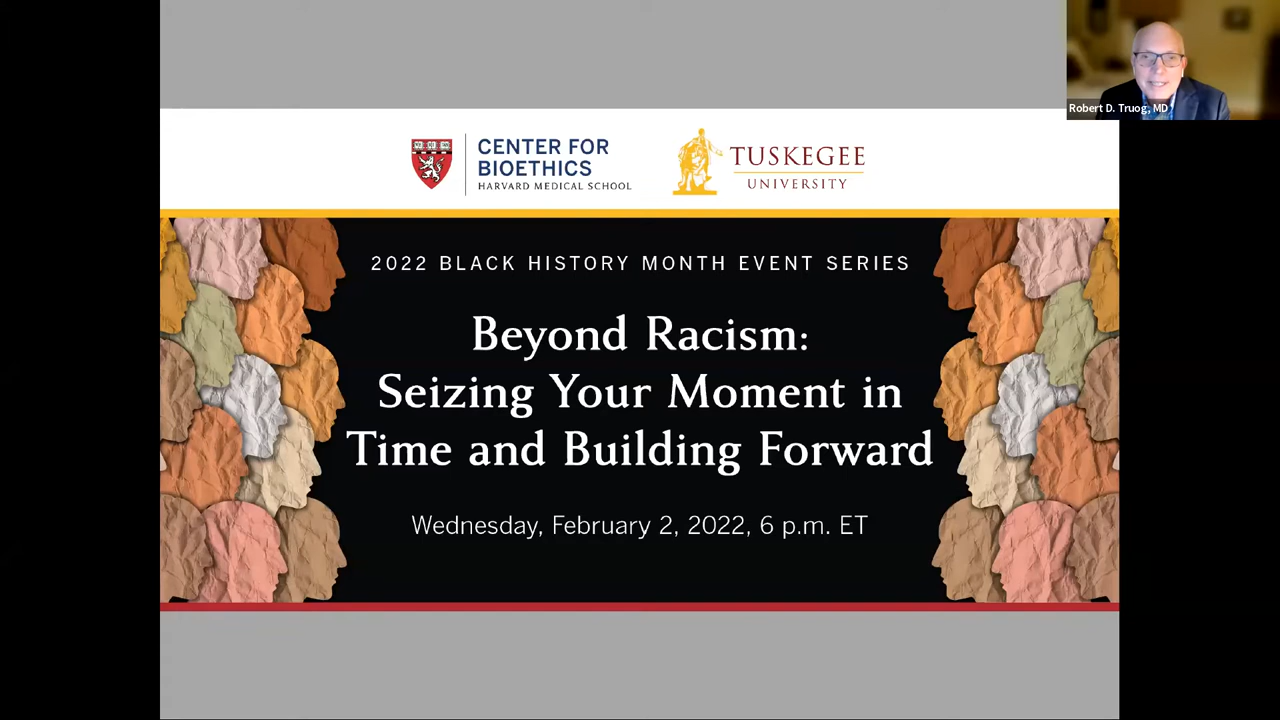 Robert D. Truog, MD
CENTER FOR
BIOETHICS
HARVARD MEDICAL SCHOOL
TUSKEGEE
UNIVERSITY
2022 BLACK HISTORY MONTH EVENT SERIES
Beyond Racism:
Seizing Your Moment in
Time and Building Forward
Wednesday, February 2, 2022, 6 p.m. ET